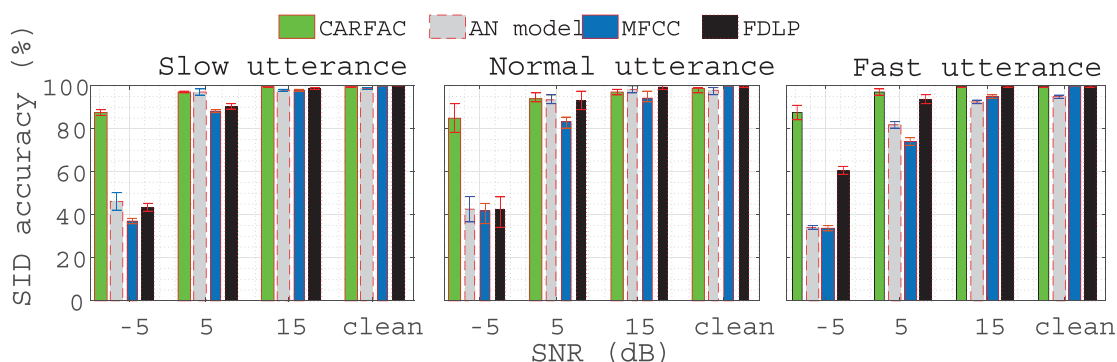 CARFAC AN model MFCC FDLP
Slow utterance Normal utterance Fast utterance
SID accuracy (%)
100
80
60
40
20
0
-5 5 15 clean -5 5 15 clean -5 5 15 clean
SNR (dB)